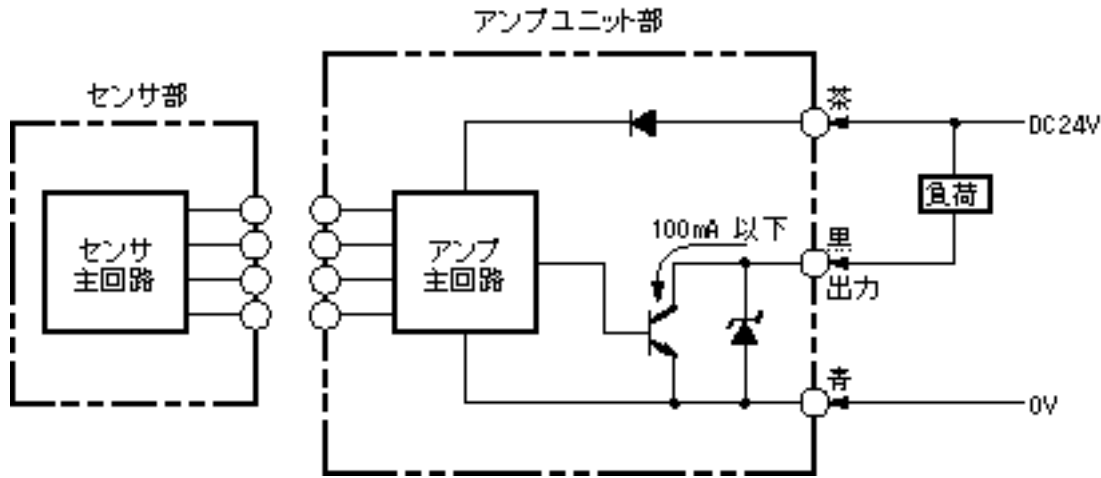 アンプユニット部
センサ部
茶
DC24V
負荷
センサ
主回路
アンプ
主回路
100mA 以下
黒
出力
青
0V